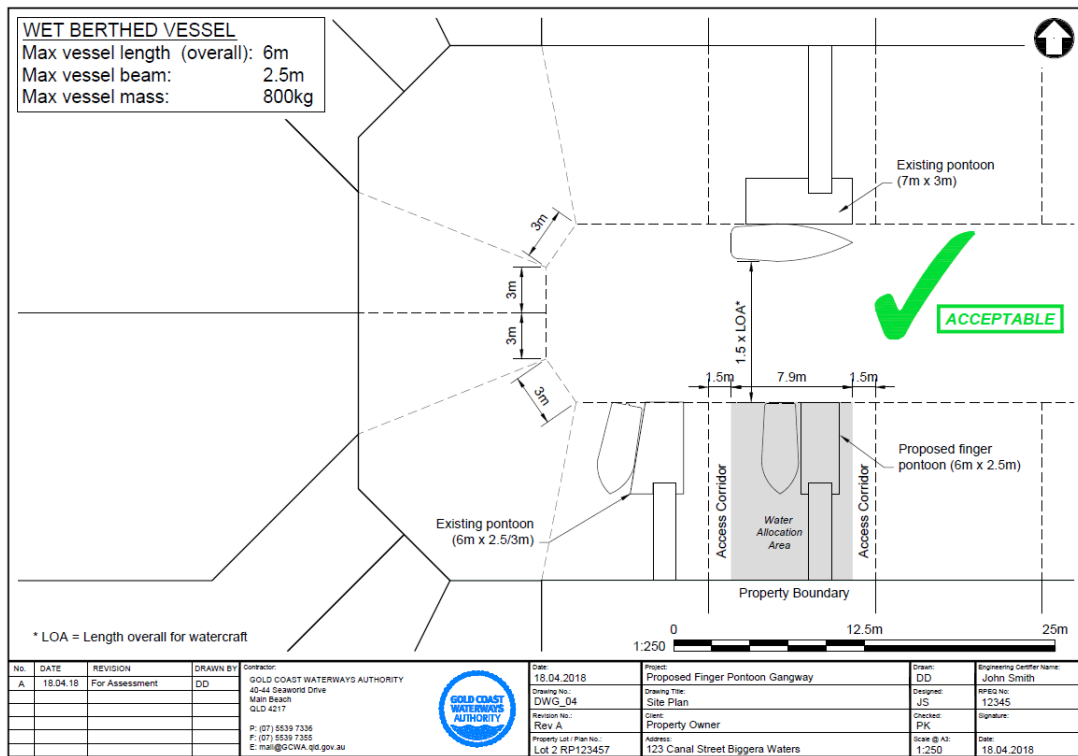 WET BERTHED VESSEL
Max vessel length (overall): 6m
Max vessel beam: 2.5m
Max vessel mass: 800kg
Existing pontoon
(7m x 3m)
3m
3m
3m
3m
1.5 x LOA*
ACCEPTABLE
1.5m
7.9m
1.5m
Proposed finger
pontoon (6m x 2.5m)
Access Corridor
Access Corridor
Water
Allocation
Area
Existing pontoon
(6m x 2.5/3m)
Property Boundary
* LOA = Length overall for watercraft
0 12.5m 25m
1:250
No. DATE REVISION DRAWN BY
A 18.04.18 For Assessment DD
Contractor:
GOLD COAST WATERWAYS AUTHORITY
40-44 Seaworld Drive
Main Beach
QLD 4217
P: (07) 5539 7336
F: (07) 5539 7355
E: mail@GCWA.qld.gov.au
GOLD COAST
WATERWAYS
AUTHORITY
Date:
18.04.2018
Drawing No.:
DWG_04
Revision No.:
Rev A
Property Lot / Plan No.:
Lot 2 RP123457
Project:
Proposed Finger Pontoon Gangway
Drawing Title:
Site Plan
Client:
Property Owner
Address:
123 Canal Street Biggera Waters
Drawn:
DD
Designed:
JS
Checked:
PK
Scale @ A3:
1:250
Engineering Certifier Name:
John Smith
RPEQ No:
12345
Signature:
Date:
18.04.2018